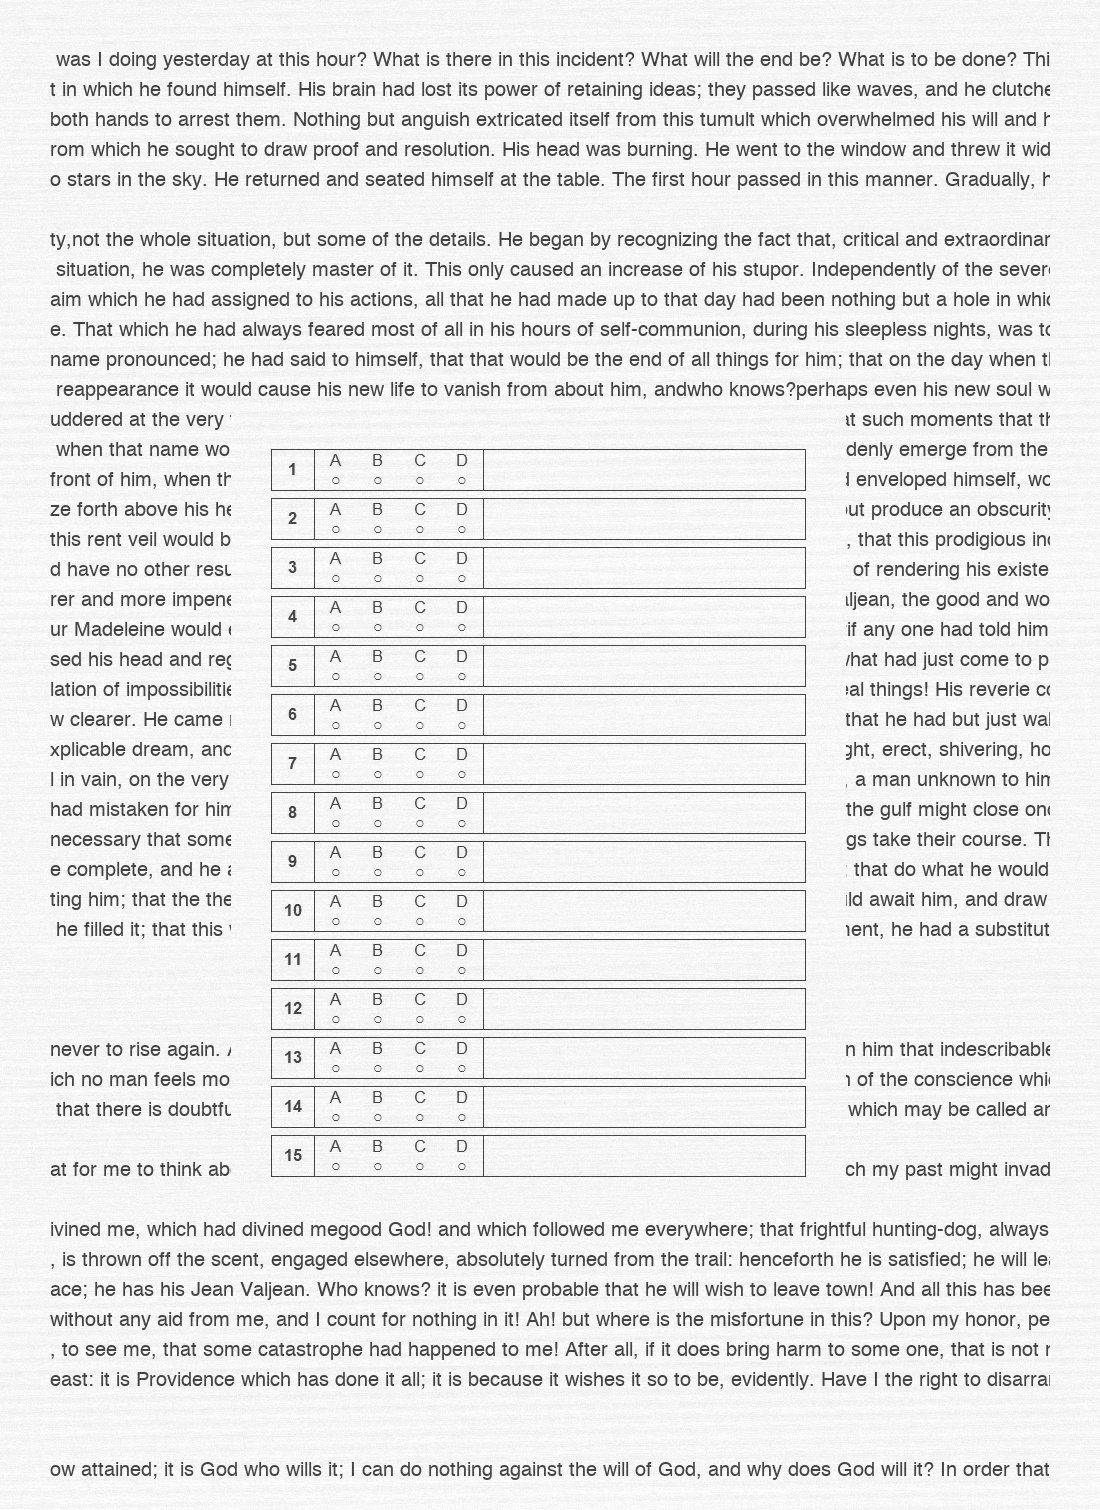 was I doing yesterday at this hour? What is there in this incident? What will the end be? What is to be done? Thi
t in which he found himself. His brain had lost its power of retaining ideas; they passed like waves, and he clutche
both hands to arrest them. Nothing but anguish extricated itself from this tumult which overwhelmed his will and h
rom which he sought to draw proof and resolution. His head was burning. He went to the window and threw it wid
o stars in the sky. He returned and seated himself at the table. The first hour passed in this manner. Gradually, h
ty,not the whole situation, but some of the details. He began by recognizing the fact that, critical and extraordinar
situation, he was completely master of it. This only caused an increase of his stupor. Independently of the severe
aim which he had assigned to his actions, all that he had made up to that day had been nothing but a hole in whic
e. That which he had always feared most of all in his hours of self-communion, during his sleepless nights, was to
name pronounced; he had said to himself, that that would be the end of all things for him; that on the day when th
reappearance it would cause his new life to vanish from about him, andwho knows?perhaps even his new soul w
uddered at the very at such moments that th
when that name wo denly emerge from the
front of him, when th d enveloped himself, wo
ze forth above his he out produce an obscurity
this rent veil would b , that this prodigious inc
d have no other resu of rendering his existe
rer and more impene aljean, the good and wo
ur Madeleine would e if any one had told him
sed his head and reg what had just come to p
lation of impossibilitie eal things! His reverie co
w clearer. He came that he had but just wak
xplicable dream, and ght, erect, shivering, ho
l in vain, on the very , a man unknown to him
had mistaken for him the gulf might close onc
necessary that some gs take their course. Th
e complete, and he a that do what he would
ting him; that the the ld await him, and draw
he filled it; that this ment, he had a substitut
1 A B C D
2 A B C D
3 A B C D
4 A B C D
5 A B C D
6 A B C D
7 A B C D
8 A B C D
9 A B C D
10 A B C D
11 A B C D
12 A B C D
13 A B C D
14 A B C D
15 A B C D
never to rise again. A n him that indescribable
ich no man feels mo n of the conscience whic
that there is doubtfu which may be called an
at for me to think ab ch my past might invad
ivined me, which had divined megood God! and which followed me everywhere; that frightful hunting-dog, always
, is thrown off the scent, engaged elsewhere, absolutely turned from the trail: henceforth he is satisfied; he will lea
ace; he has his Jean Valjean. Who knows? it is even probable that he will wish to leave town! And all this has bee
without any aid from me, and I count for nothing in it! Ah! but where is the misfortune in this? Upon my honor, pe
, to see me, that some catastrophe had happened to me! After all, if it does bring harm to some one, that is not
east: it is Providence which has done it all; it is because it wishes it so to be, evidently. Have I the right to disarra
ow attained; it is God who wills it; I can do nothing against the will of God, and why does God will it? In order that